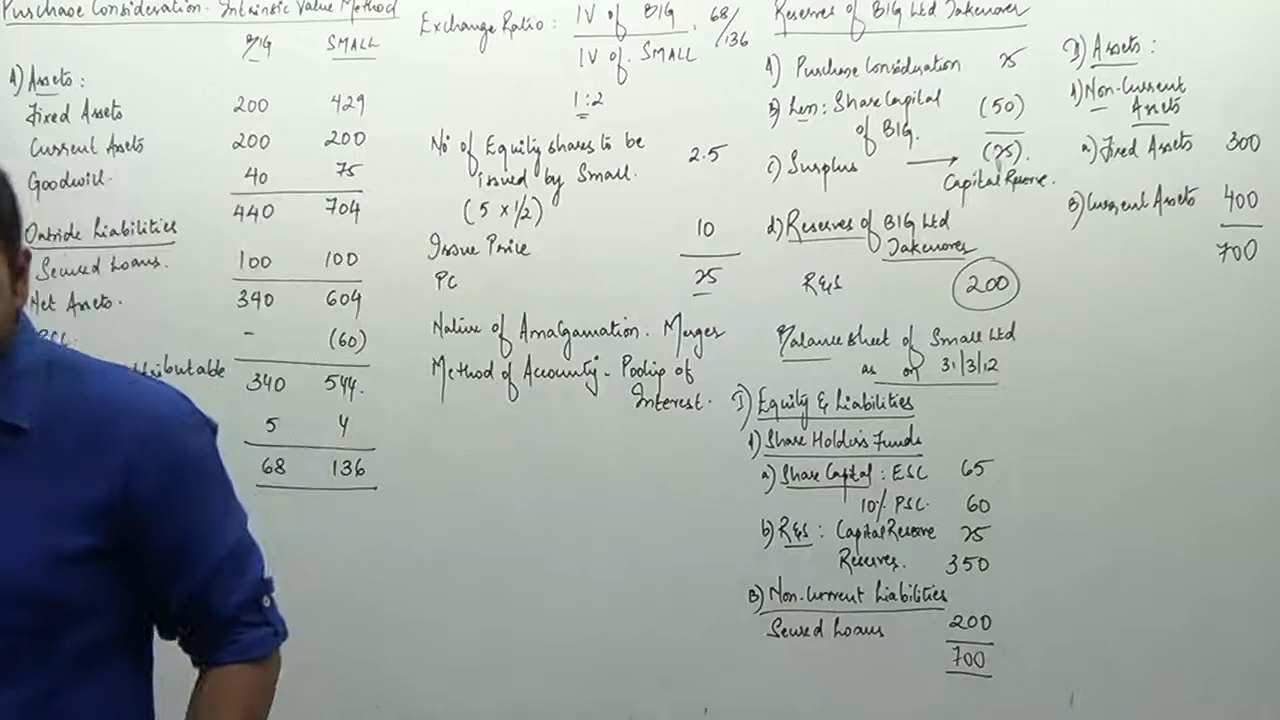 Purchase Consideration. Intrinsic Value Method
BIG SMALL
A) Assets:
Fixed Assets 200 429
Current Assets 200 200
Goodwill. 40 75
440 704
Outside Liabilities
Secured Loans. 100 100
Net Assets. 340 604
- (60)
340 544.
5 4
68 136
Exchange Ratio: IV of BIG 68/136
IV of. SMALL
1:2
No of Equity shares to be
issued by Small. 2.5
(5 x 1/2)
Issue Price 10
PC 25
Nature of Amalgamation. Merger
Method of Accounty - Pooling of
Interest.
Reserves of BIG Ltd Takenover
A) Purchase Consideration 25
B) Less: Share Capital (50)
of BIG.
c) Surplus → (25).
Capital Reserve.
d) Reserves of BIG Ltd
Takenover
R&S 200
Balance sheet of Small Ltd
as on 31/3/12
I) Equity & Liabilities
1) Share Holder's Funds
a) Share Capital: ESC 65
10% PSC. 60
b) R&S: Capital Reserve 25
Reserves. 350
B) Non-Current Liabilities
Secured Loans 200
700
II) Assets:
A) Non-Current
Assets
a) Fixed Assets 300
B) Current Assets 400
700